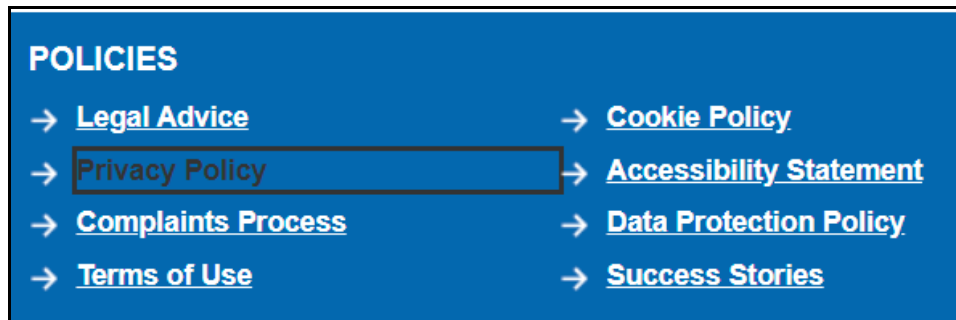 POLICIES
Legal Advice
Privacy Policy
Complaints Process
Terms of Use
Cookie Policy
Accessibility Statement
Data Protection Policy
Success Stories